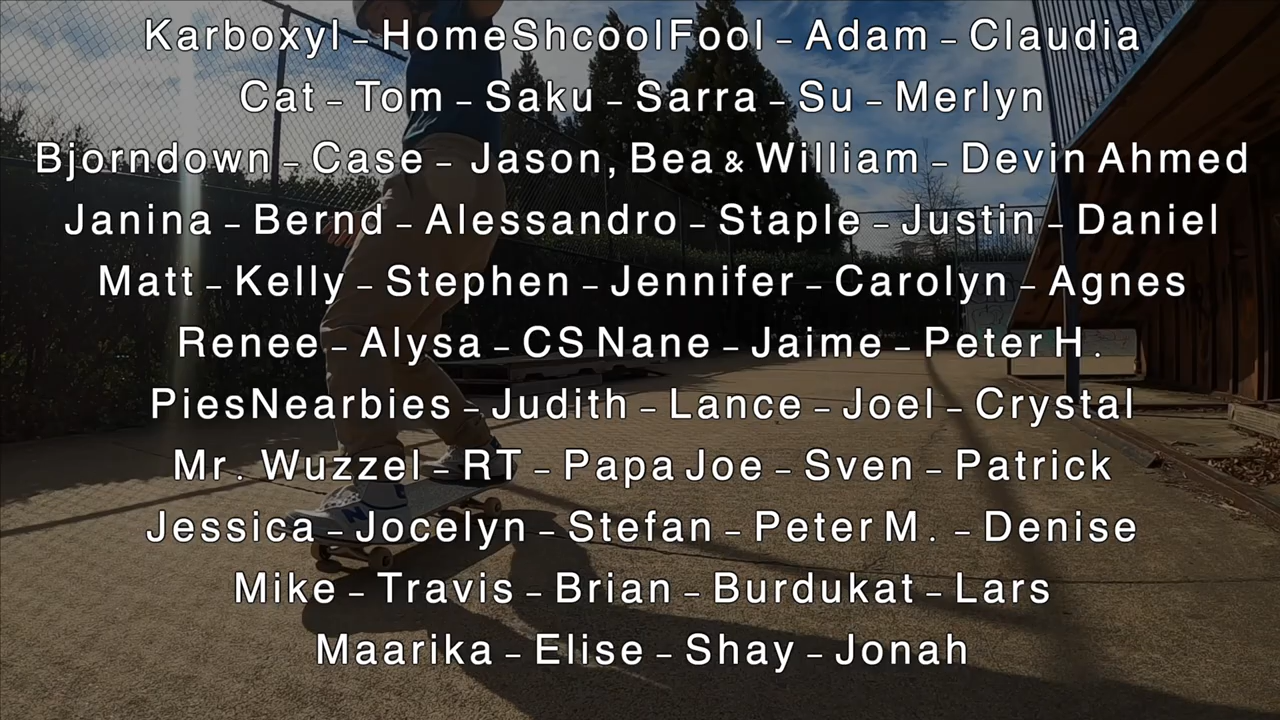 Karboxyl – HomeShcoolFool – Adam – Claudia
Cat – Tom – Saku – Sarra – Su – Merlyn
Bjorndown – Case – Jason, Bea & William – Devin Ahmed
Janina – Bernd – Alessandro – Staple – Justin – Daniel
Matt – Kelly – Stephen – Jennifer – Carolyn – Agnes
Renee – Alysa – CS Nane – Jaime – Peter H.
PiesNearbies – Judith – Lance – Joel – Crystal
Mr. Wuzzel – RT – Papa Joe – Sven – Patrick
Jessica – Jocelyn – Stefan – Peter M. – Denise
Mike – Travis – Brian – Burdukat – Lars
Maarika – Elise – Shay – Jonah